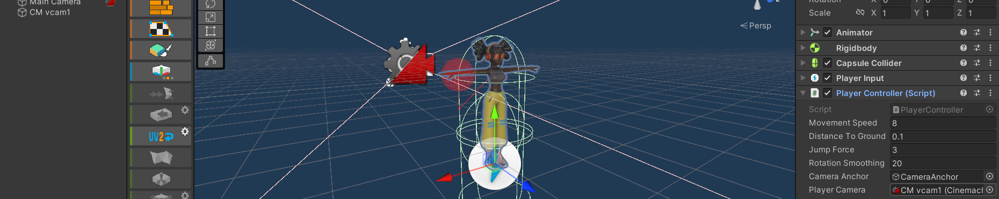 Main Camera
CM vcam1
UV2
Persp
Rotation X 0 Y 0 Z 0
Scale X 1 Y 1 Z 1
Animator
Rigidbody
Capsule Collider
Player Input
Player Controller (Script)
Script PlayerController
Movement Speed 8
Distance To Ground 0.1
Jump Force 3
Rotation Smoothing 20
Camera Anchor CameraAnchor
Player Camera CM vcam1 (Cinemac